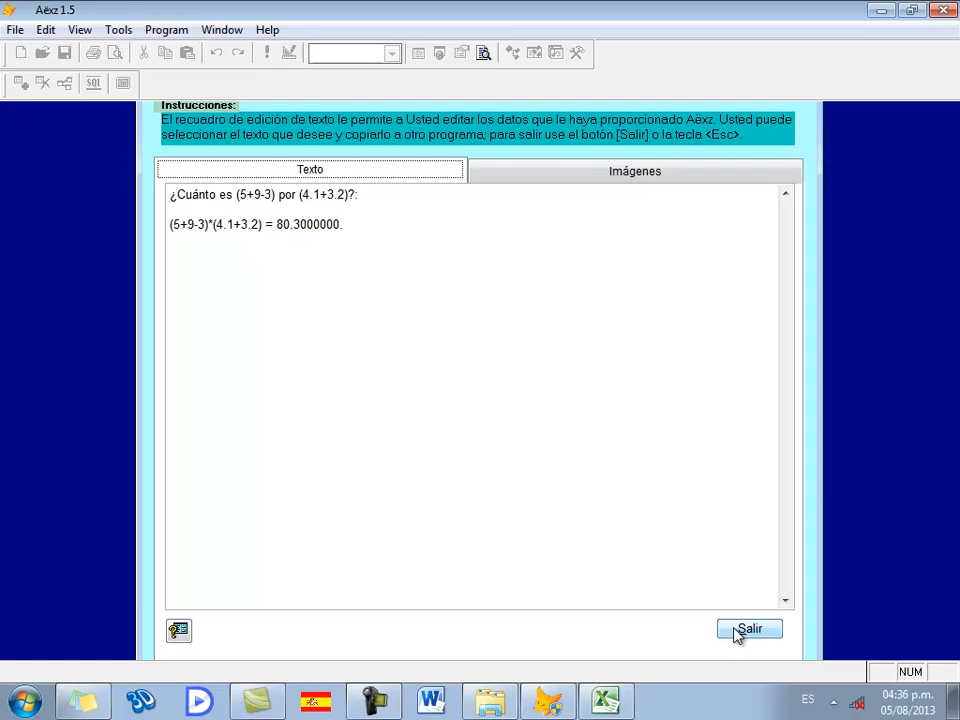 Aëxz 1.5
File Edit View Tools Program Window Help
SQL
Instrucciones:
El recuadro de edición de texto le permite a Usted editar los datos que le haya proporcionado Aëxz. Usted puede
seleccionar el texto que desee y copiarlo a otro programa; para salir use el botón [Salir] o la tecla <Esc>.
Texto Imágenes
¿Cuánto es (5+9-3) por (4.1+3.2)?:
(5+9-3)*(4.1+3.2) = 80.3000000.
Salir
NUM
ES
04:36 p.m.
05/08/2013